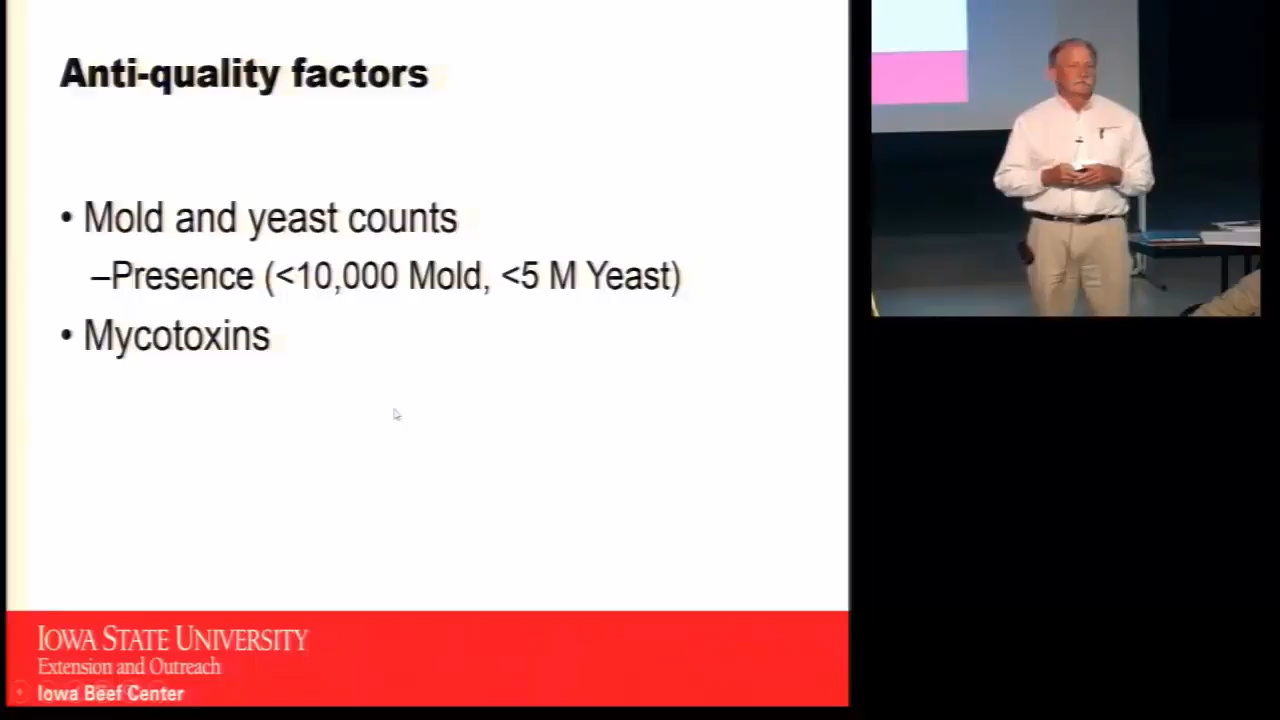 Anti-quality factors
• Mold and yeast counts
–Presence (<10,000 Mold, <5 M Yeast)
• Mycotoxins
IOWA STATE UNIVERSITY
Extension and Outreach
Iowa Beef Center